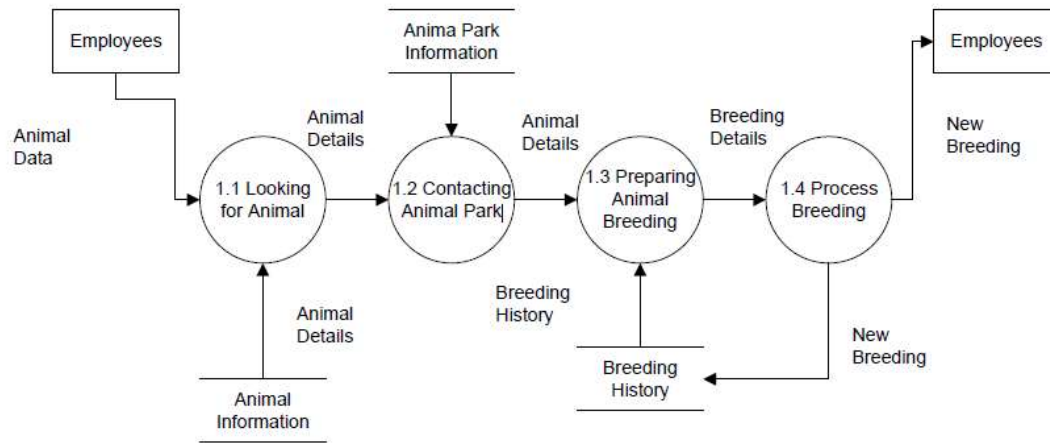 Employees
Anima Park
Information
Employees
Animal
Data
Animal
Details
Animal
Details
Breeding
Details
New
Breeding
1.1 Looking
for Animal
1.2 Contacting
Animal Park
1.3 Preparing
Animal
Breeding
1.4 Process
Breeding
Animal
Details
Breeding
History
New
Breeding
Animal
Information
Breeding
History